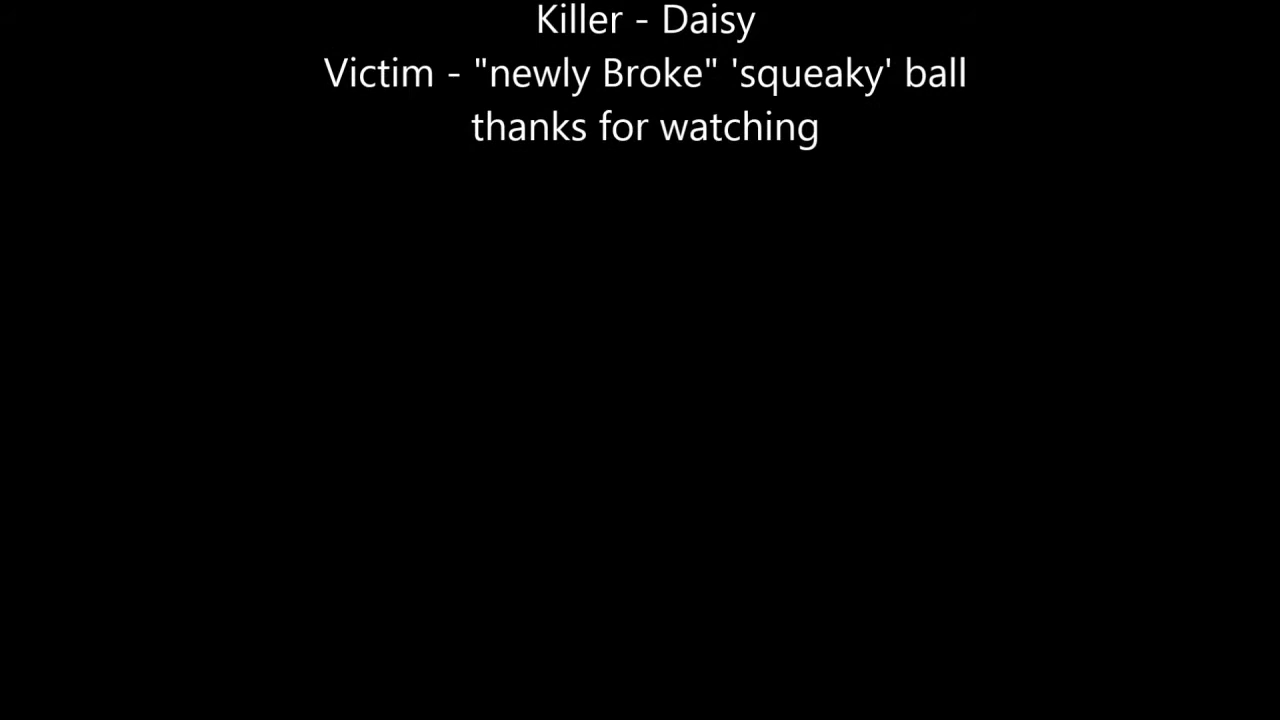 Killer - Daisy
Victim - "newly Broke" 'squeaky' ball
thanks for watching